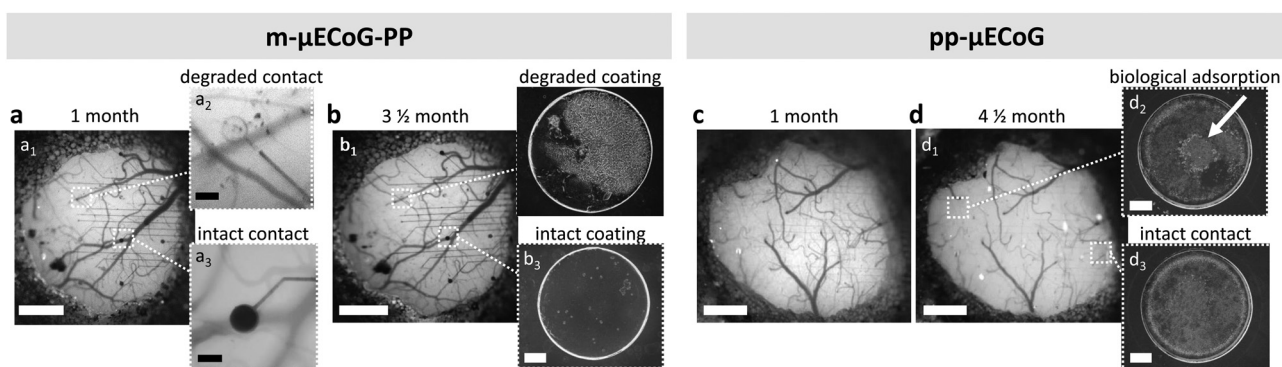 m-µECoG-PP
pp-µECoG
degraded contact
degraded coating
biological adsorption
a
1 month
a2
b
3 ½ month
c
1 month
d
4 ½ month
d2
a1
b1
d1
intact contact
intact coating
intact contact
a3
b3
d3